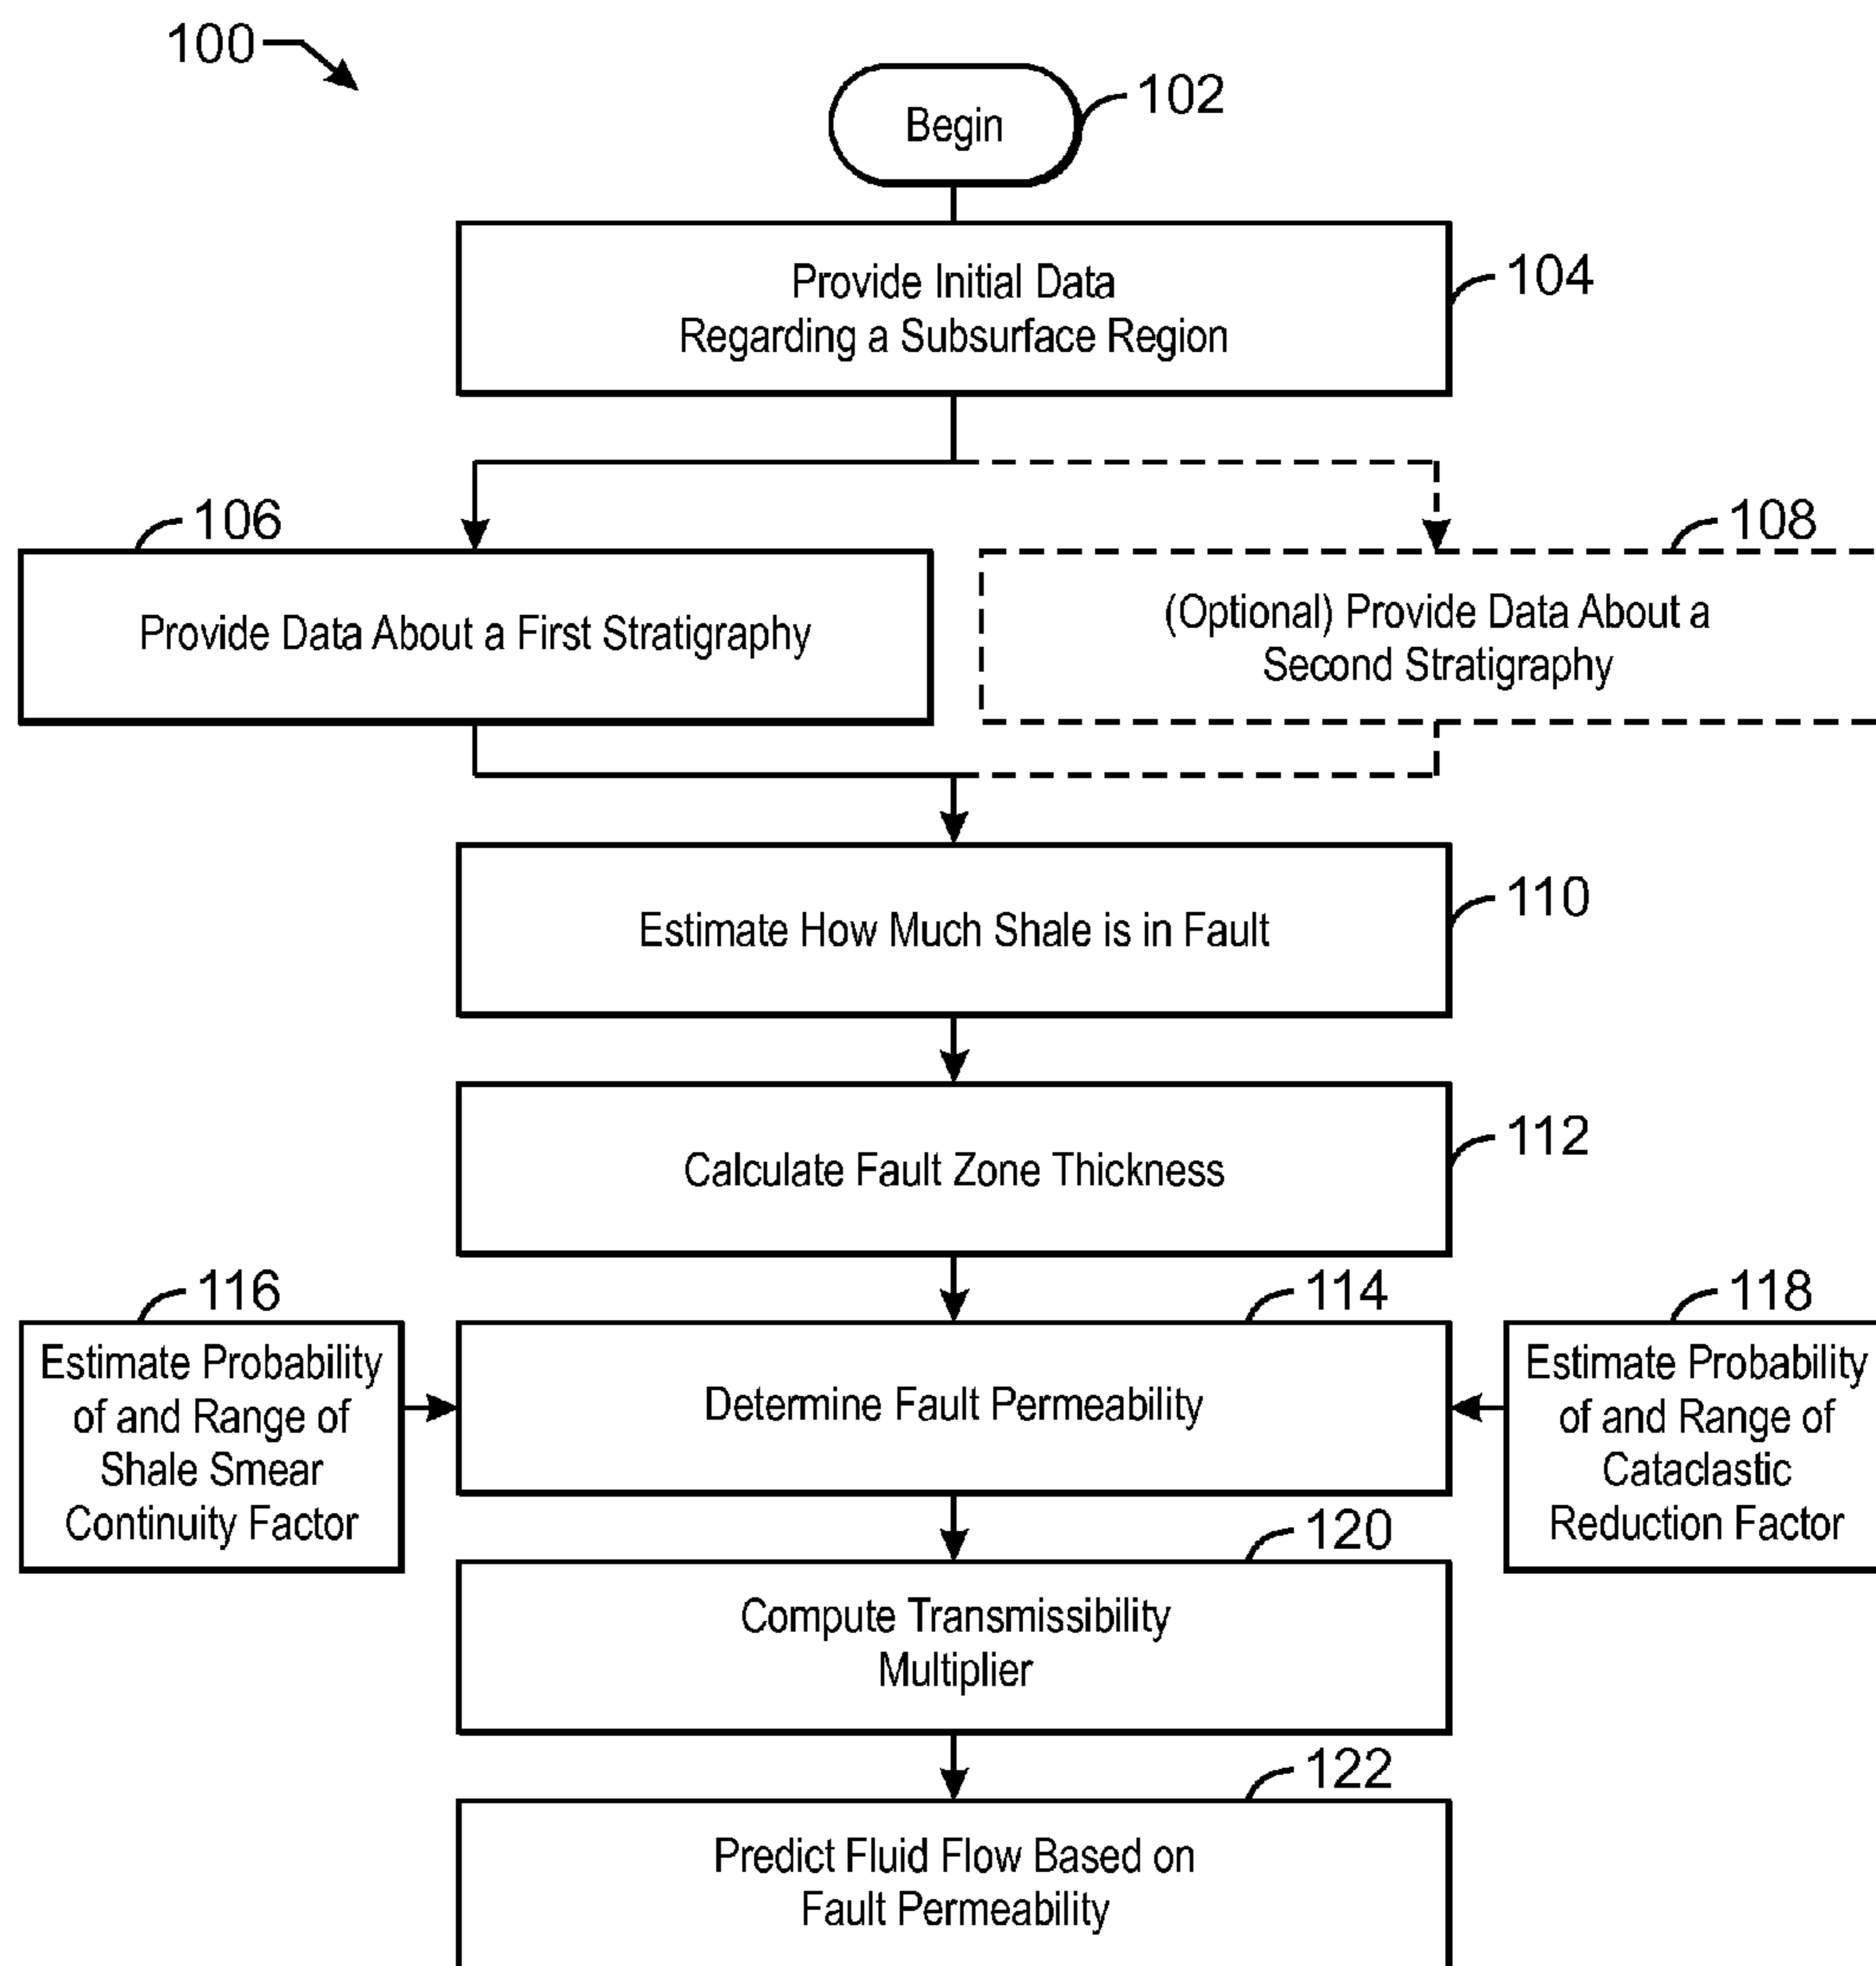 100
Begin
102
Provide Initial Data
Regarding a Subsurface Region
104
106
Provide Data About a First Stratigraphy
108
(Optional) Provide Data About a
Second Stratigraphy
Estimate How Much Shale is in Fault
110
Calculate Fault Zone Thickness
112
116
Estimate Probability
of and Range of
Shale Smear
Continuity Factor
114
Determine Fault Permeability
118
Estimate Probability
of and Range of
Cataclastic
Reduction Factor
120
Compute Transmissibility
Multiplier
122
Predict Fluid Flow Based on
Fault Permeability